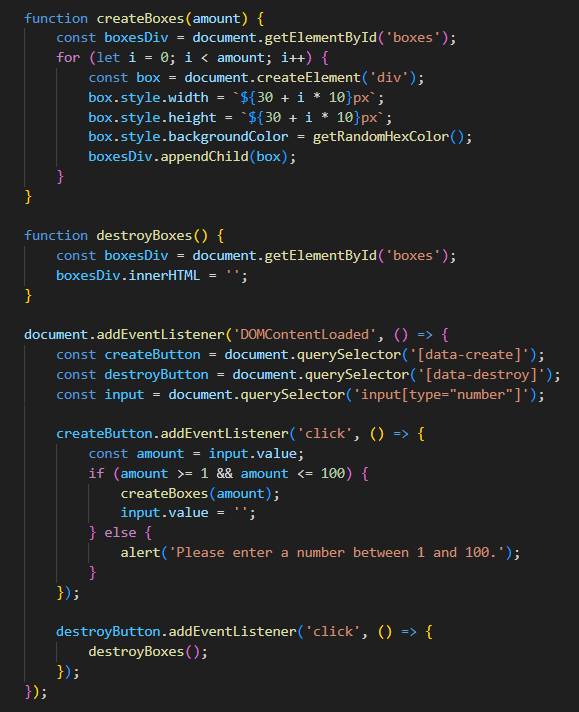 function createBoxes(amount) {
    const boxesDiv = document.getElementById('boxes');
    for (let i = 0; i < amount; i++) {
        const box = document.createElement('div');
        box.style.width = `${30 + i * 10}px`;
        box.style.height = `${30 + i * 10}px`;
        box.style.backgroundColor = getRandomHexColor();
        boxesDiv.appendChild(box);
    }
}

function destroyBoxes() {
    const boxesDiv = document.getElementById('boxes');
    boxesDiv.innerHTML = '';
}

document.addEventListener('DOMContentLoaded', () => {
    const createButton = document.querySelector('[data-create]');
    const destroyButton = document.querySelector('[data-destroy]');
    const input = document.querySelector('input[type="number"]');

    createButton.addEventListener('click', () => {
        const amount = input.value;
        if (amount >= 1 && amount <= 100) {
            createBoxes(amount);
            input.value = '';
        } else {
            alert('Please enter a number between 1 and 100.');
        }
    });

    destroyButton.addEventListener('click', () => {
        destroyBoxes();
    });
});